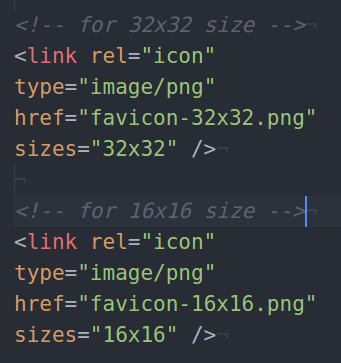 <!-- for 32x32 size -->
<link rel="icon"
type="image/png"
href="favicon-32x32.png"
sizes="32x32" />
<!-- for 16x16 size -->
<link rel="icon"
type="image/png"
href="favicon-16x16.png"
sizes="16x16" />